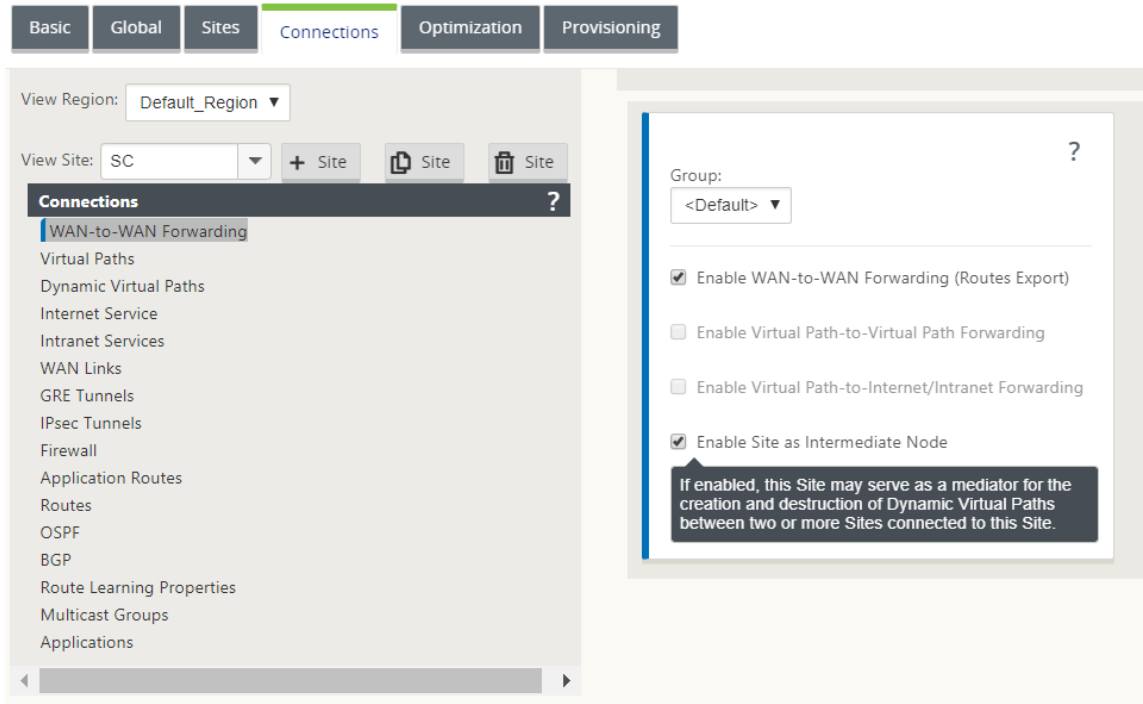 Basic Global Sites Connections Optimization Provisioning
View Region: Default_Region ▼
View Site: SC + Site Site Site
Connections ?
WAN-to-WAN Forwarding
Virtual Paths
Dynamic Virtual Paths
Internet Service
Intranet Services
WAN Links
GRE Tunnels
IPsec Tunnels
Firewall
Application Routes
Routes
OSPF
BGP
Route Learning Properties
Multicast Groups
Applications
?
Group:
<Default> ▼
Enable WAN-to-WAN Forwarding (Routes Export)
Enable Virtual Path-to-Virtual Path Forwarding
Enable Virtual Path-to-Internet/Intranet Forwarding
Enable Site as Intermediate Node
If enabled, this Site may serve as a mediator for the
creation and destruction of Dynamic Virtual Paths
between two or more Sites connected to this Site.